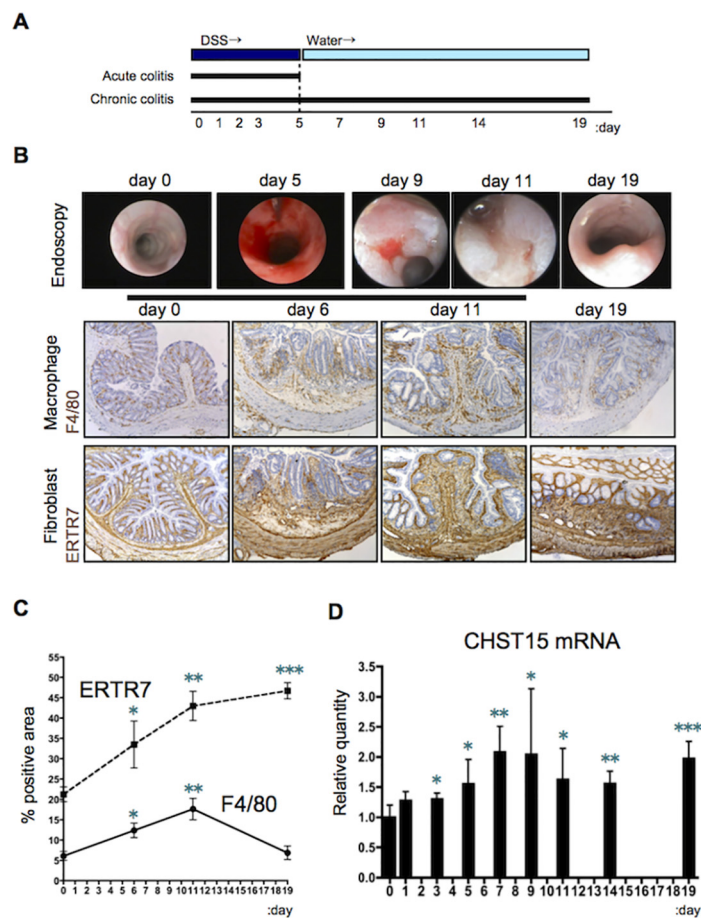 A
DSS→ Water→
Acute colitis
Chronic colitis
0 1 2 3 5 7 9 11 14 19 :day
B
day 0 day 5 day 9 day 11 day 19
Endoscopy
day 0 day 6 day 11 day 19
Macrophage
F4/80
Fibroblast
ERTR7
C
% positive area
55
50
45
40
35
30
25
20
15
10
5
0
ERTR7
* ** ***
F4/80
* **
0 1 2 3 4 5 6 7 8 9 10 11 12 13 14 15 16 17 18 19
:day
D
CHST15 mRNA
Relative quantity
3.5
3.0
2.5
2.0
1.5
1.0
0.5
0.0
* * ** * * ** ***
0 1 2 3 4 5 6 7 8 9 10 11 12 13 14 15 16 17 18 19
:day